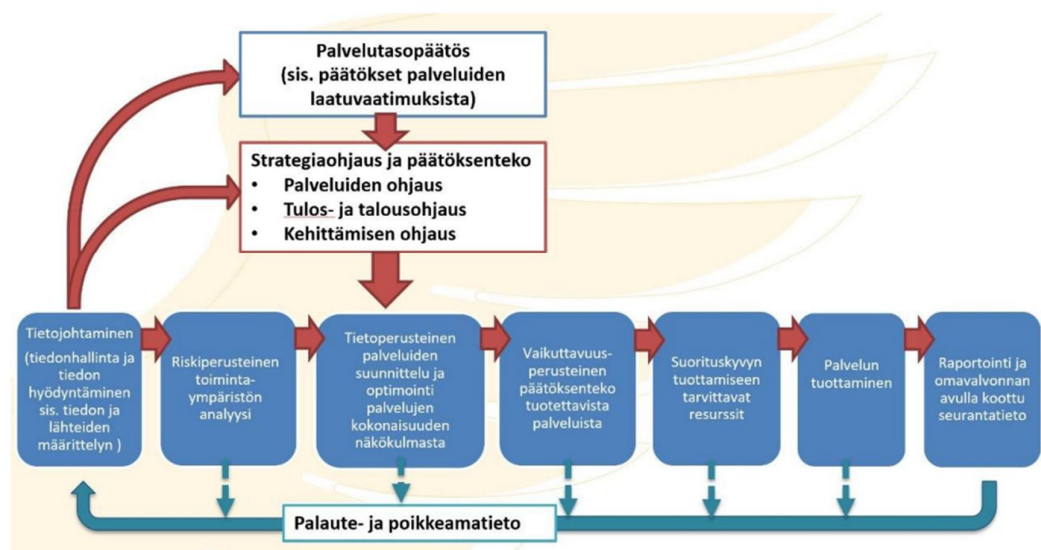 Palvelutasopäätös
(sis. päätökset palveluiden
laatuvaatimuksista)
Strategiaohjaus ja päätöksenteko
• Palveluiden ohjaus
• Tulos- ja talousohjaus
• Kehittämisen ohjaus
Tietojohtaminen
(tiedonhallinta ja
tiedon
hyödyntäminen
sis. tiedon ja
lähteiden
määrittelyn )
Riskiperusteinen
toiminta-
ympäristön
analyysi
Tietoperusteinen
palveluiden
suunnittelu ja
optimointi
palvelujen
kokonaisuuden
näkökulmasta
Vaikuttavuus-
perusteinen
päätöksenteko
tuotettavista
palveluista
Suorituskyvyn
tuottamiseen
tarvittavat
resurssit
Palvelun
tuottaminen
Raportointi ja
omavalvonnan
avulla koottu
seurantatieto
Palaute- ja poikkeamatieto